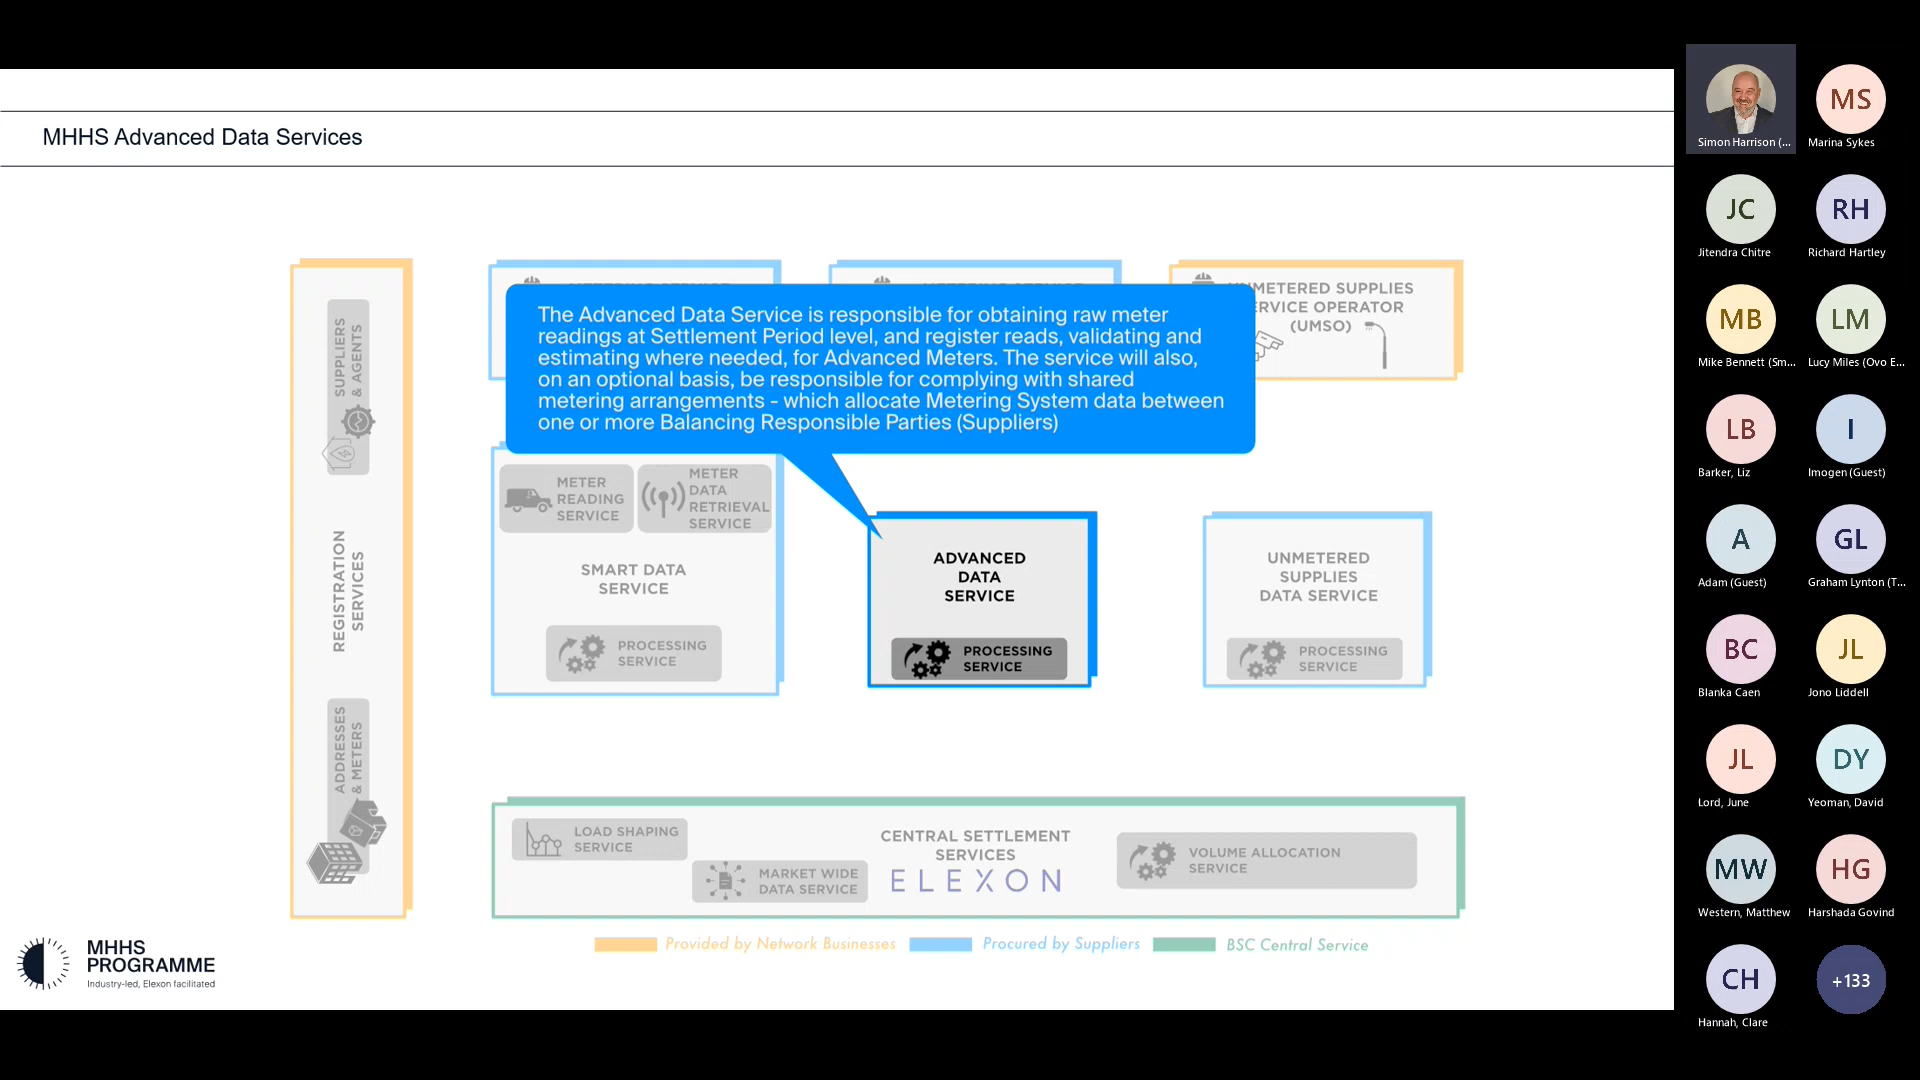 MHHS Advanced Data Services
SUPPLIERS
& AGENTS
REGISTRATION
SERVICES
ADDRESSES
& METERS
The Advanced Data Service is responsible for obtaining raw meter
readings at Settlement Period level, and register reads, validating and
estimating where needed, for Advanced Meters. The service will also,
on an optional basis, be responsible for complying with shared
metering arrangements - which allocate Metering System data between
one or more Balancing Responsible Parties (Suppliers)
UNMETERED SUPPLIES
SERVICE OPERATOR
(UMSO)
METER
READING
SERVICE
METER
DATA
RETRIEVAL
SERVICE
SMART DATA
SERVICE
PROCESSING
SERVICE
ADVANCED
DATA
SERVICE
PROCESSING
SERVICE
UNMETERED
SUPPLIES
DATA SERVICE
PROCESSING
SERVICE
LOAD SHAPING
SERVICE
MARKET WIDE
DATA SERVICE
CENTRAL SETTLEMENT
SERVICES
ELEXON
VOLUME ALLOCATION
SERVICE
Provided by Network Businesses
Procured by Suppliers
BSC Central Service
MHHS
PROGRAMME
Industry-led, Elexon facilitated
Simon Harrison (...
MS
Marina Sykes
JC
Jitendra Chitre
RH
Richard Hartley
MB
Mike Bennett (Sm...
LM
Lucy Miles (Ovo E...
LB
Barker, Liz
I
Imogen (Guest)
A
Adam (Guest)
GL
Graham Lynton (T...
BC
Blanka Caen
JL
Jono Liddell
JL
Lord, June
DY
Yeoman, David
MW
Western, Matthew
HG
Harshada Govind
CH
Hannah, Clare
+133